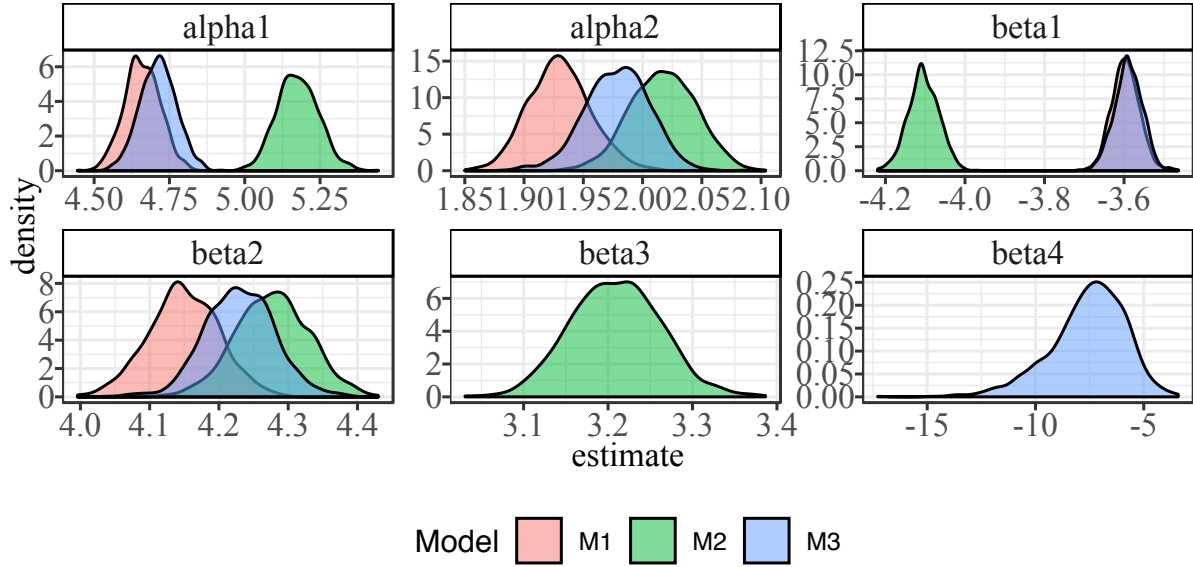 alpha1 alpha2 beta1
6 4 2 0
15 10 5 0
12.5 10.0 7.5 5.0 2.5 0.0
4.50 4.75 5.00 5.25
1.85 1.90 1.95 2.00 2.05 2.10
-4.2 -4.0 -3.8 -3.6
density
beta2 beta3 beta4
8 6 4 2 0
6 4 2 0
0.25 0.20 0.15 0.10 0.05 0.00
4.0 4.1 4.2 4.3 4.4
3.1 3.2 3.3 3.4
-15 -10 -5
estimate
Model M1 M2 M3